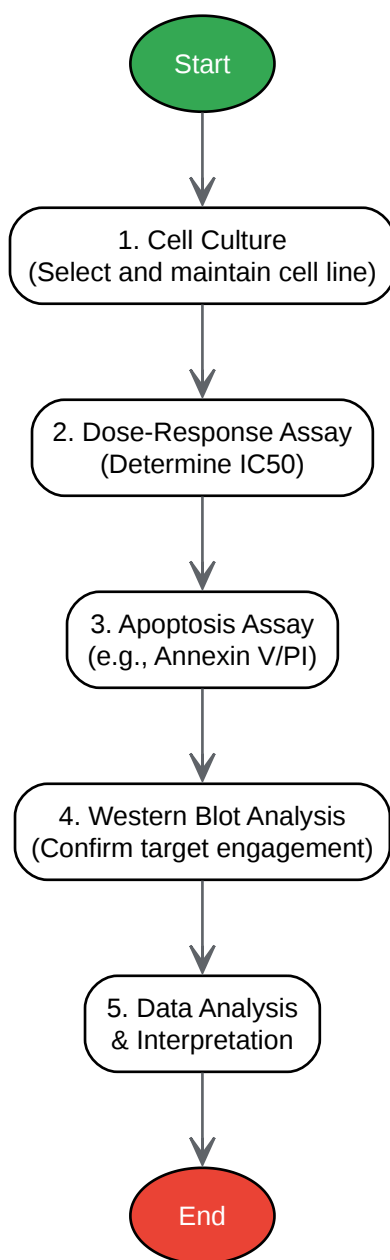 Start
1. Cell Culture
(Select and maintain cell line)
2. Dose-Response Assay
(Determine IC50)
3. Apoptosis Assay
(e.g., Annexin V/PI)
4. Western Blot Analysis
(Confirm target engagement)
5. Data Analysis
& Interpretation
End